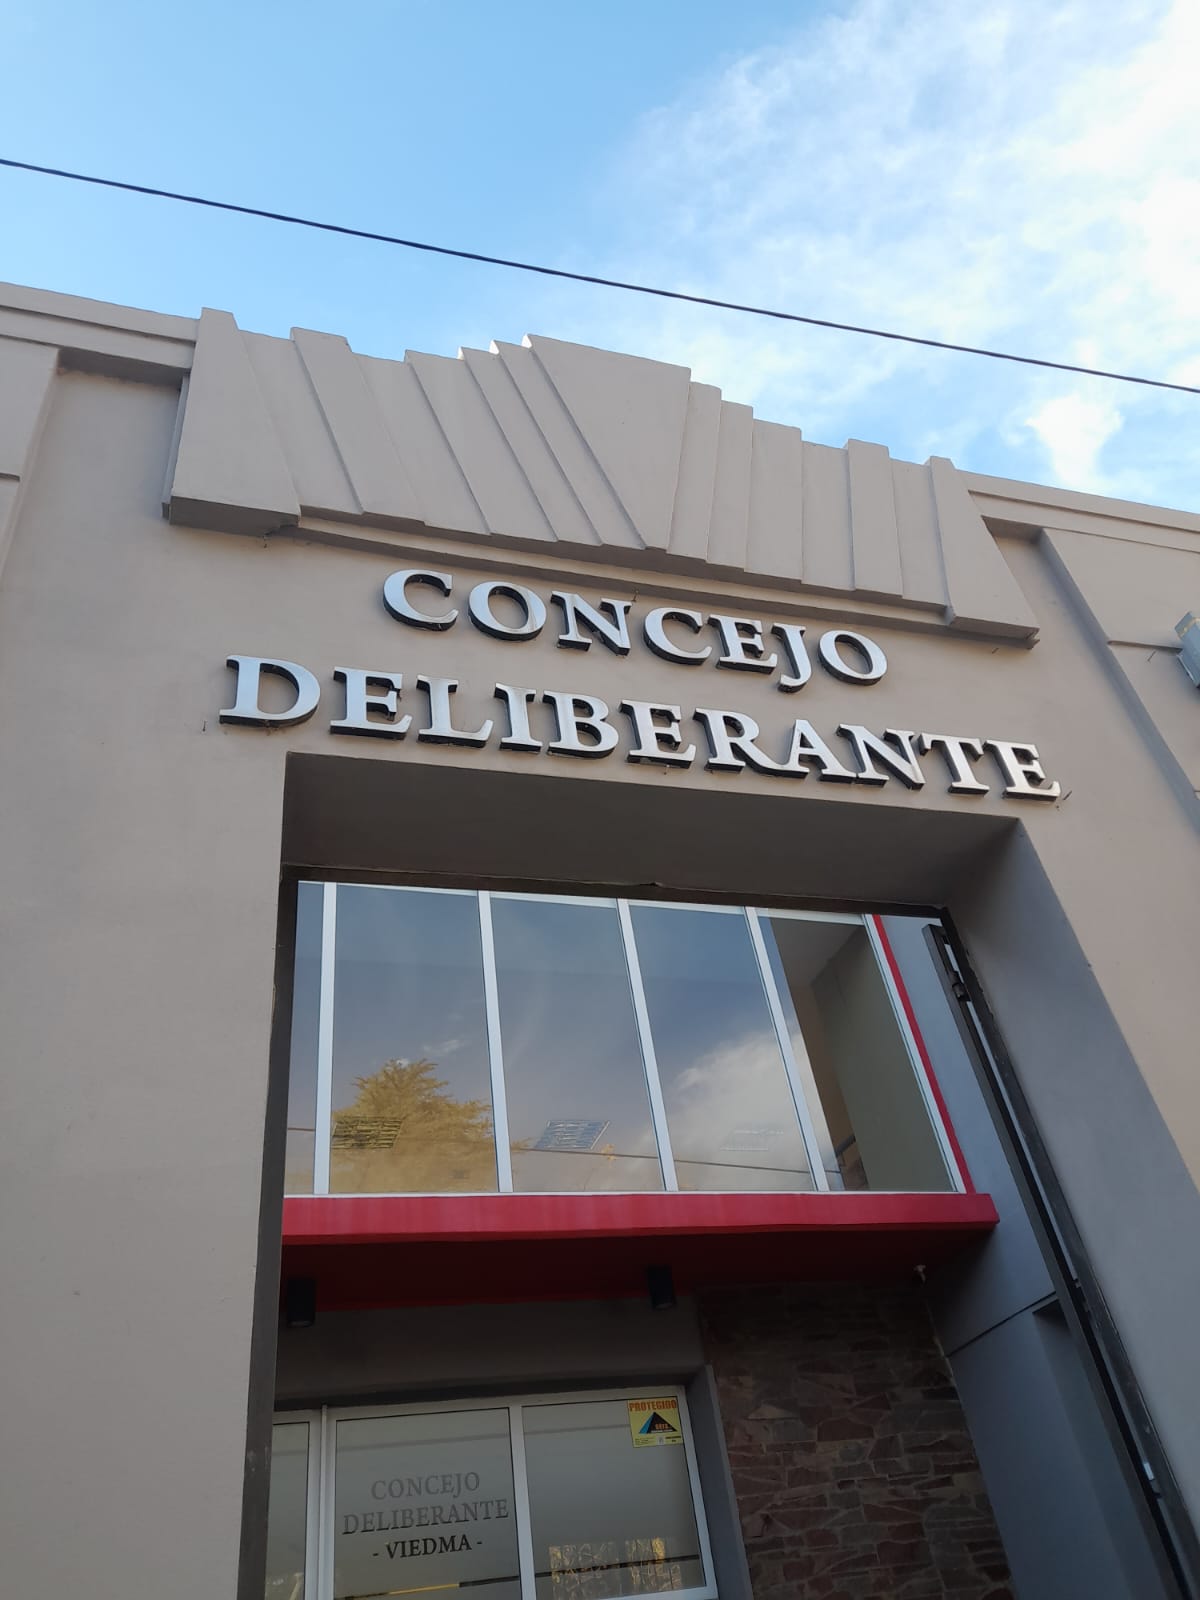 CONCEJO
DELIBERANTE
PROTEGIDO
CONCEJO
DELIBERANTE
- VIEDMA -